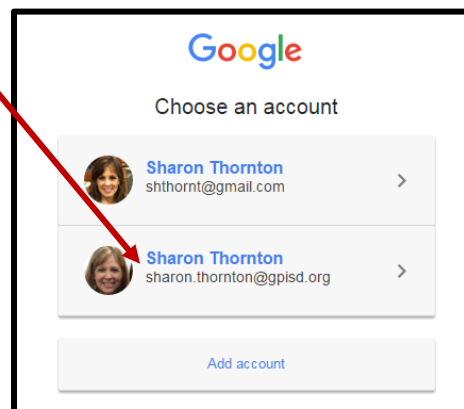 Google
Choose an account
Sharon Thornton
shthornt@gmail.com
Sharon Thornton
sharon.thornton@gpisd.org
Add account